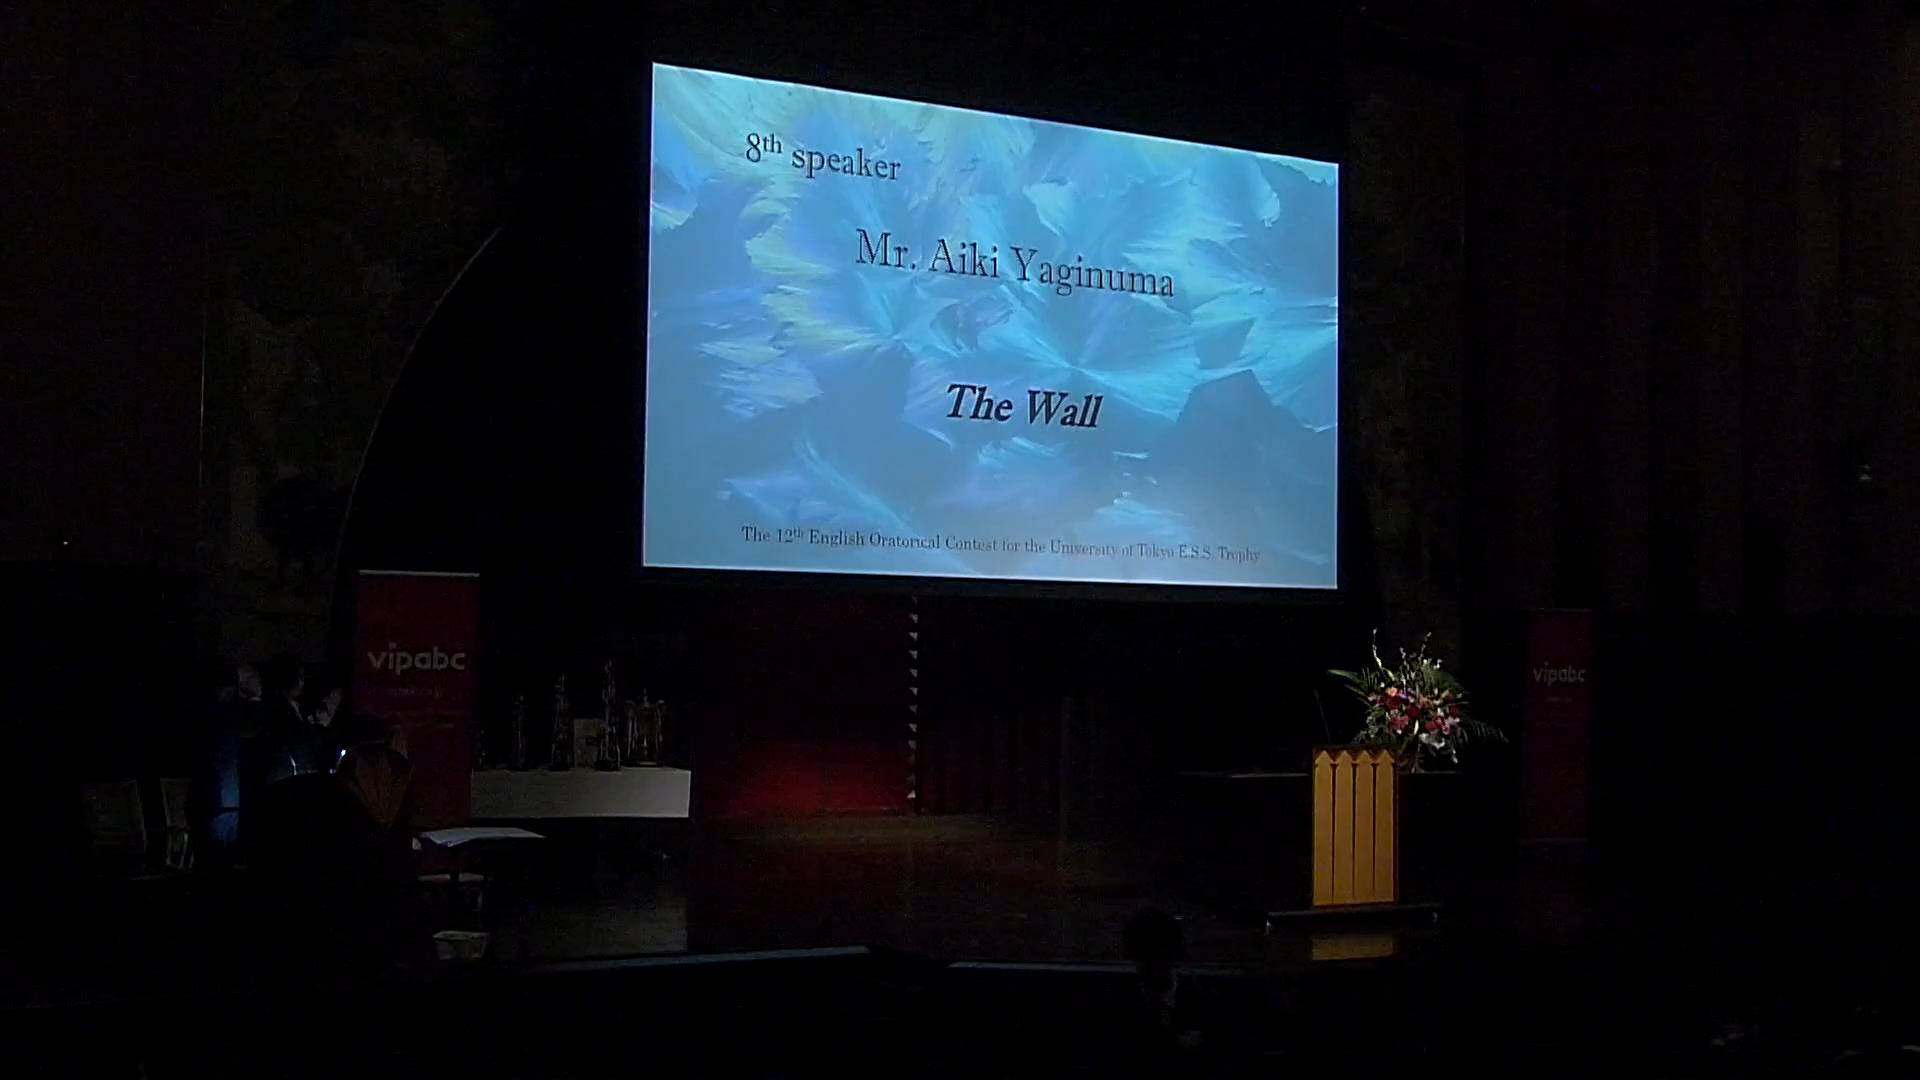 8th speaker
Mr. Aiki Yaginuma
The Wall
The 12th English Oratorical Contest for the University of Tokyo E.S.S. Trophy
vipabc
vipabc